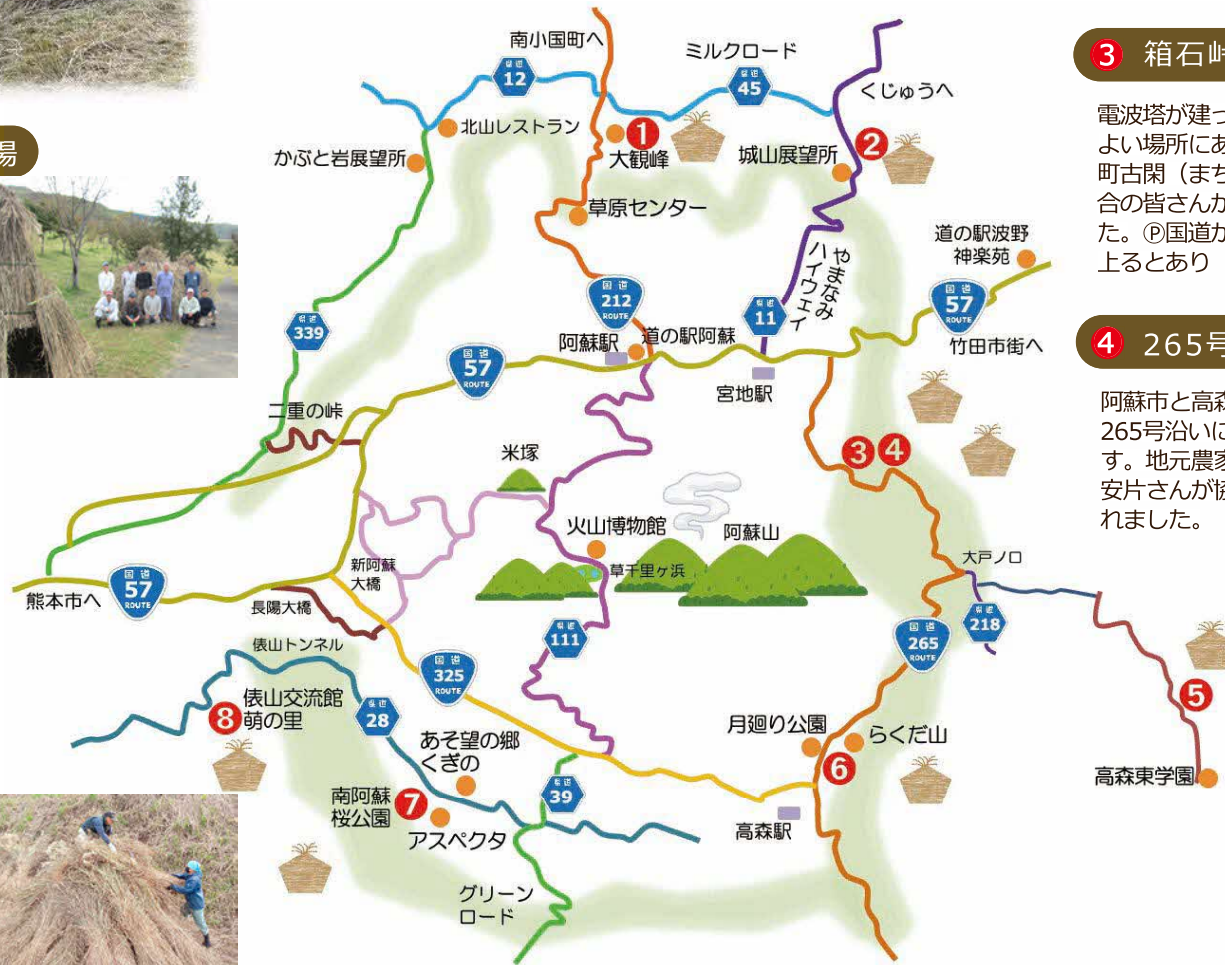 場
南小国町へ
ミルクロード
県道
12
県道
45
くじゅうへ
北山レストラン
かぶと岩展望所
1
大観峰
城山展望所
2
草原センター
道の駅波野
神楽苑
やまなみ
ハイウェイ
国道
212
ROUTE
県道
11
国道
57
ROUTE
県道
339
阿蘇駅
道の駅阿蘇
竹田市街へ
国道
57
ROUTE
宮地駅
二重の峠
米塚
3
4
火山博物館
阿蘇山
草千里ヶ浜
新阿蘇
大橋
大戸ノ口
熊本市へ
国道
57
ROUTE
長陽大橋
県道
111
国道
265
ROUTE
県道
218
俵山トンネル
国道
325
ROUTE
8
俵山交流館
萌の里
県道
28
5
月廻り公園
らくだ山
あそ望の郷
くぎの
6
高森東学園
県道
39
南阿蘇
桜公園
7
アスペクタ
高森駅
グリーン
ロード
3 箱石峠
電波塔が建っ
よい場所にあ
町古閑(まち
合の皆さんか
た。Ⓟ国道か
上るとあり
4 265号
阿蘇市と高森
265号沿いに
す。地元農家
安片さんが協
れました。